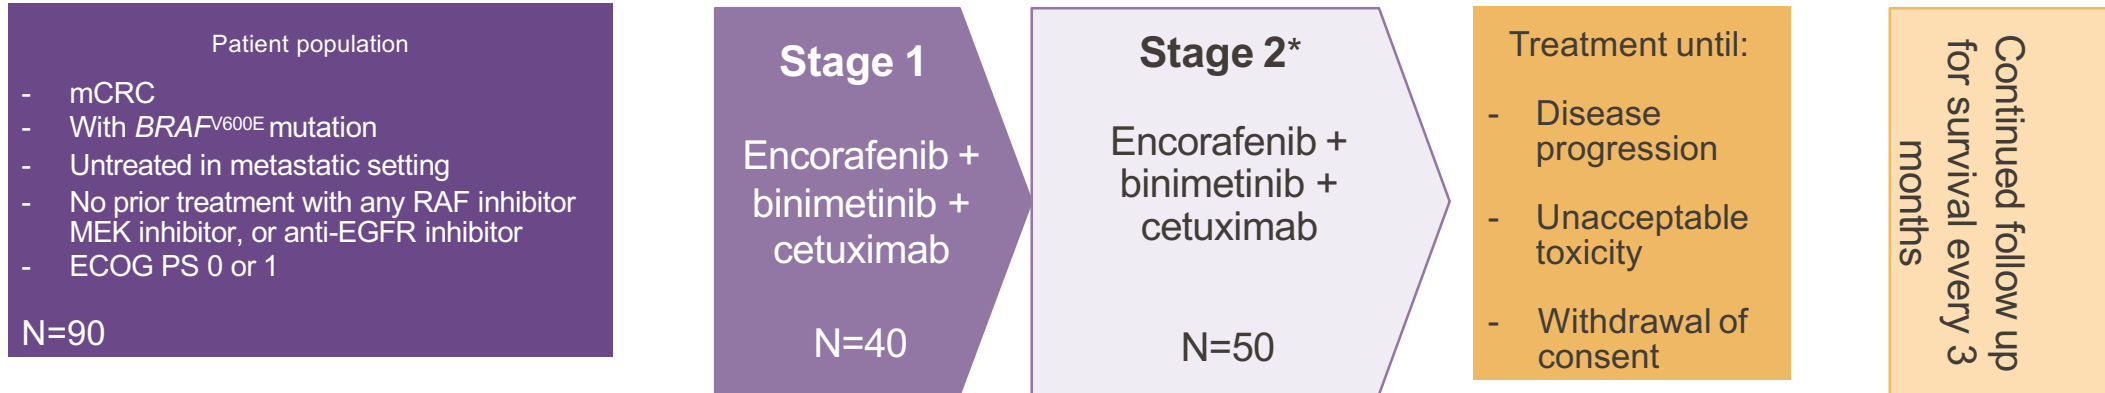 Patient population
- mCRC
- With BRAFV600E mutation
- Untreated in metastatic setting
- No prior treatment with any RAF inhibitor
MEK inhibitor, or anti-EGFR inhibitor
- ECOG PS 0 or 1
N=90
Stage 1
Encorafenib +
binimetinib +
cetuximab
N=40
Stage 2*
Encorafenib +
binimetinib +
cetuximab
N=50
Treatment until:
- Disease
progression
- Unacceptable
toxicity
- Withdrawal of
consent
Continued follow up
for survival every 3
months